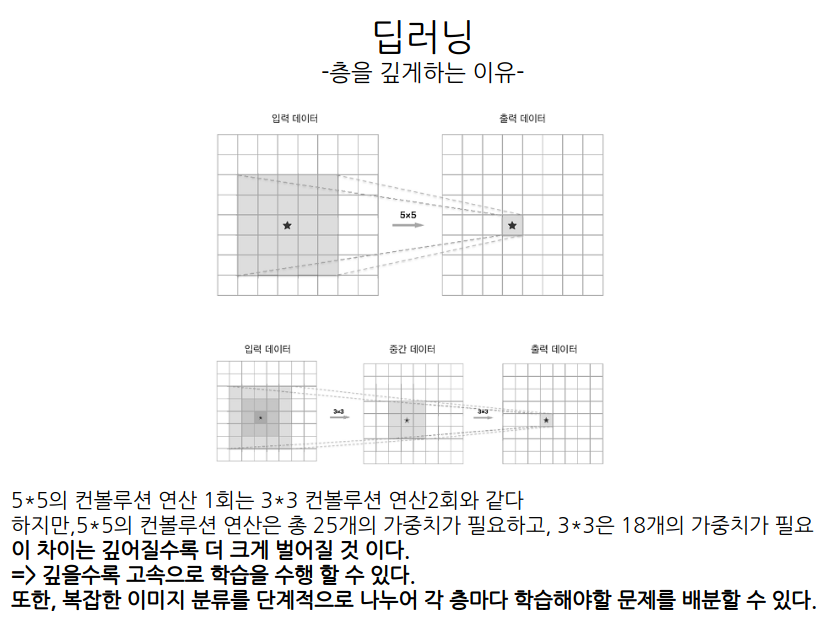 딥러닝
-층을 깊게하는 이유-
입력 데이터
출력 데이터
5×5
입력 데이터
중간 데이터
출력 데이터
3×3
3×3
5*5의 컨볼루션 연산 1회는 3*3 컨볼루션 연산2회와 같다
하지만,5*5의 컨볼루션 연산은 총 25개의 가중치가 필요하고, 3*3은 18개의 가중치가 필요
이 차이는 깊어질수록 더 크게 벌어질 것 이다.
=> 깊을수록 고속으로 학습을 수행 할 수 있다.
또한, 복잡한 이미지 분류를 단계적으로 나누어 각 층마다 학습해야할 문제를 배분할 수 있다.